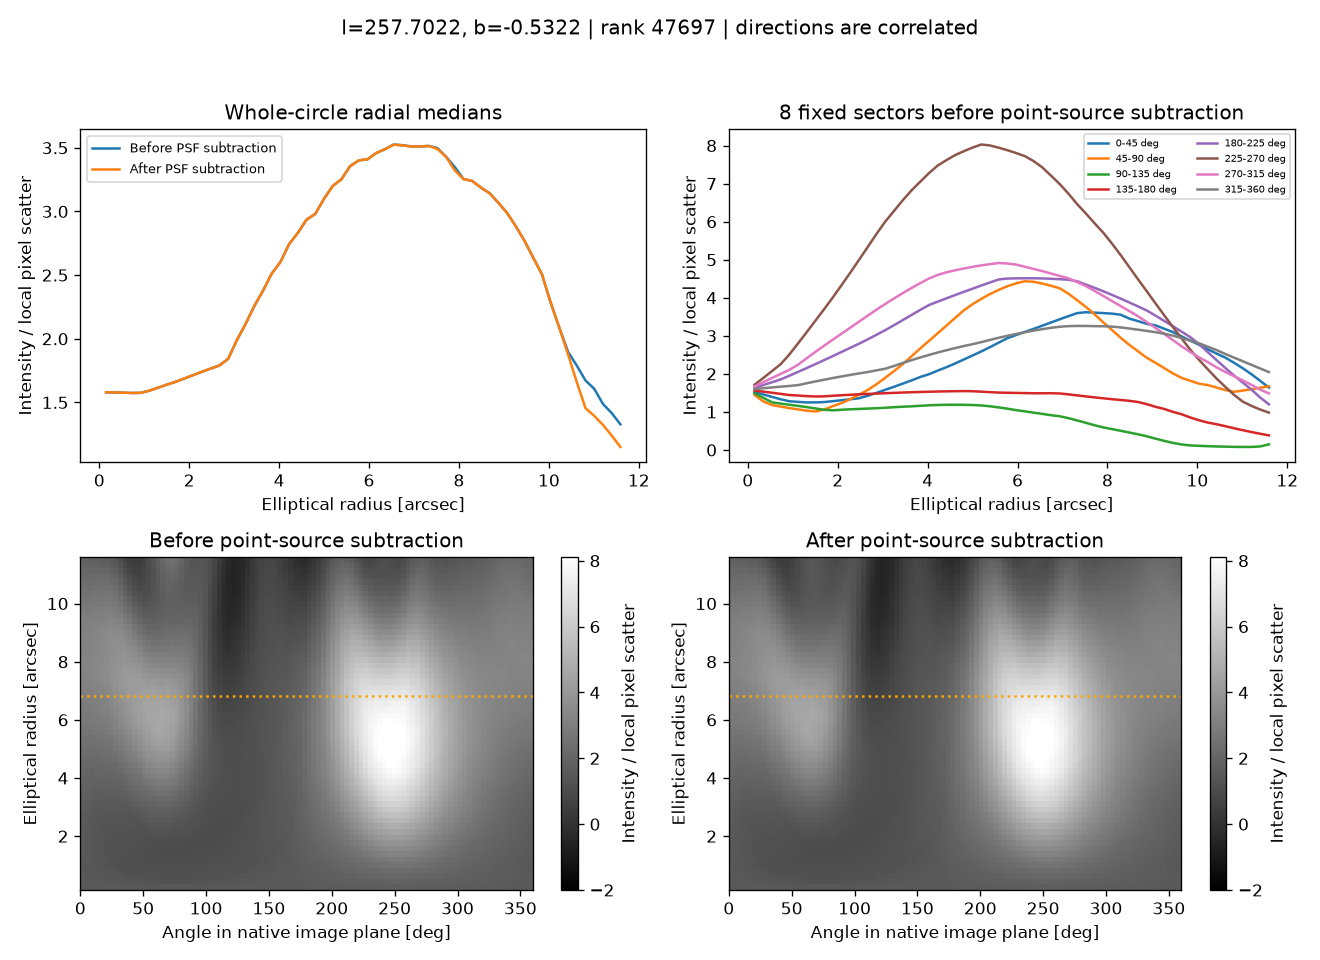 l=257.7022, b=-0.5322 | rank 47697 | directions are correlated
Whole-circle radial medians
Before PSF subtraction
After PSF subtraction
Intensity / local pixel scatter
3.5
3.0
2.5
2.0
1.5
0 2 4 6 8 10 12
Elliptical radius [arcsec]
8 fixed sectors before point-source subtraction
0-45 deg
45-90 deg
90-135 deg
135-180 deg
180-225 deg
225-270 deg
270-315 deg
315-360 deg
Intensity / local pixel scatter
8
7
6
5
4
3
2
1
0
0 2 4 6 8 10 12
Elliptical radius [arcsec]
Before point-source subtraction
Elliptical radius [arcsec]
10
8
6
4
2
0 50 100 150 200 250 300 350
Angle in native image plane [deg]
8
6
4
2
0
−2
Intensity / local pixel scatter
After point-source subtraction
Elliptical radius [arcsec]
10
8
6
4
2
0 50 100 150 200 250 300 350
Angle in native image plane [deg]
8
6
4
2
0
−2
Intensity / local pixel scatter